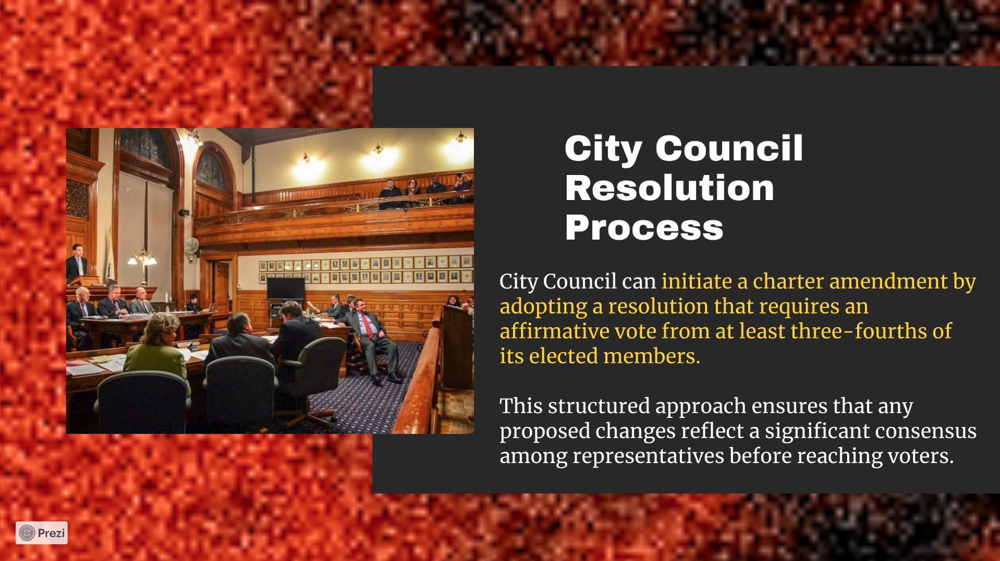 City Council
Resolution
Process
City Council can initiate a charter amendment by
adopting a resolution that requires an
affirmative vote from at least three-fourths of
its elected members.
This structured approach ensures that any
proposed changes reflect a significant consensus
among representatives before reaching voters.
Prezi